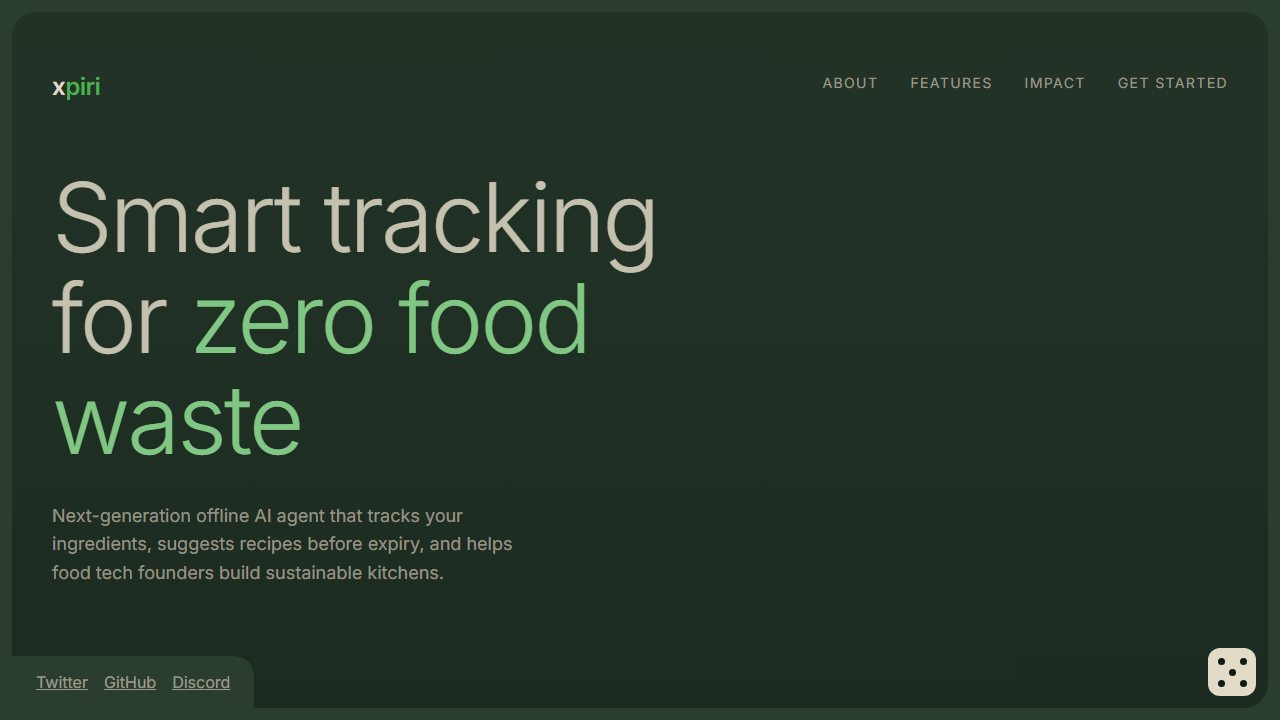 xpiri
ABOUT FEATURES IMPACT GET STARTED
Smart tracking
for zero food
waste
Next-generation offline AI agent that tracks your
ingredients, suggests recipes before expiry, and helps
food tech founders build sustainable kitchens.
Twitter GitHub Discord